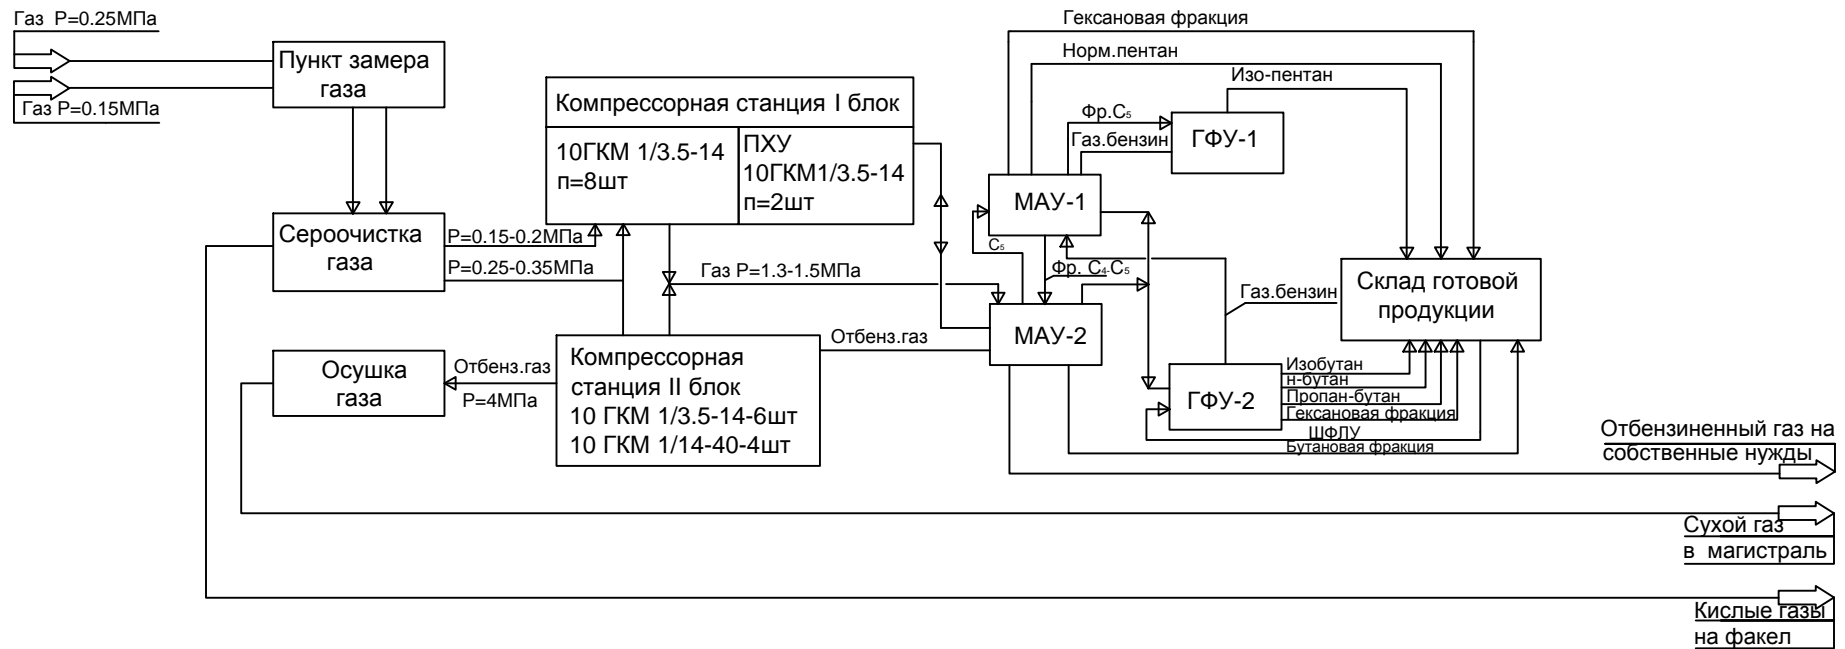 Газ P=0.25МПа
Газ P=0.15МПа
Пункт замера
газа
Сероочистка
газа
P=0.15-0.2МПа
P=0.25-0.35МПа
Компрессорная станция I блок
10ГКМ 1/3.5-14
п=8шт
ПХУ
10ГКМ1/3.5-14
п=2шт
Газ P=1.3-1.5МПа
Компрессорная
станция II блок
10 ГКМ 1/3.5-14-6шт
10 ГКМ 1/14-40-4шт
Отбенз.газ
P=4МПа
Осушка
газа
Отбенз.газ
МАУ-1
C₅
Фр. C₄-C₅
МАУ-2
Гексановая фракция
Норм.пентан
Изо-пентан
Фр.C₅
Газ.бензин
ГФУ-1
Газ.бензин
Склад готовой
продукции
ГФУ-2
Изобутан
н-бутан
Пропан-бутан
Гексановая фракция
ШФЛУ
Бутановая фракция
Отбензиненный газ на
собственные нужды
Сухой газ
в магистраль
Кислые газы
на факел